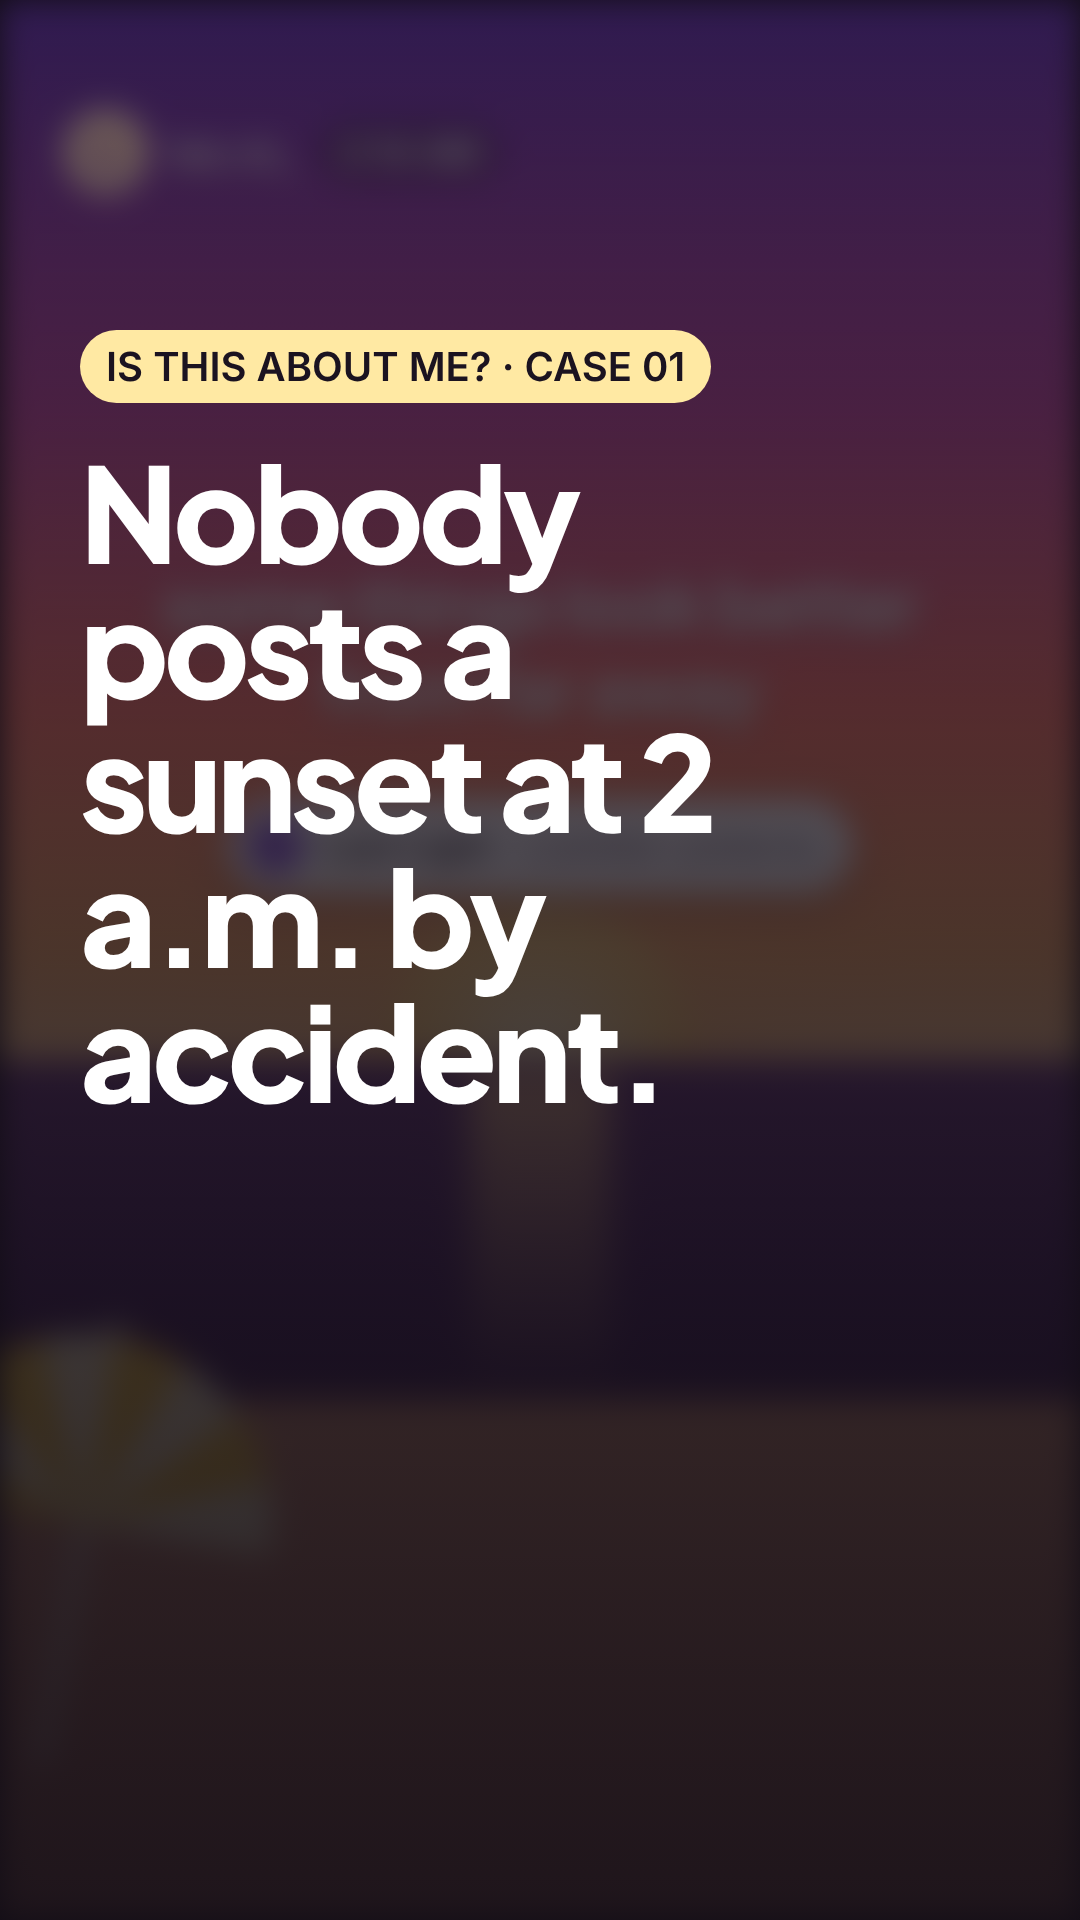 IS THIS ABOUT ME? · CASE 01
Nobody
posts a
sunset at 2
a.m. by
accident.